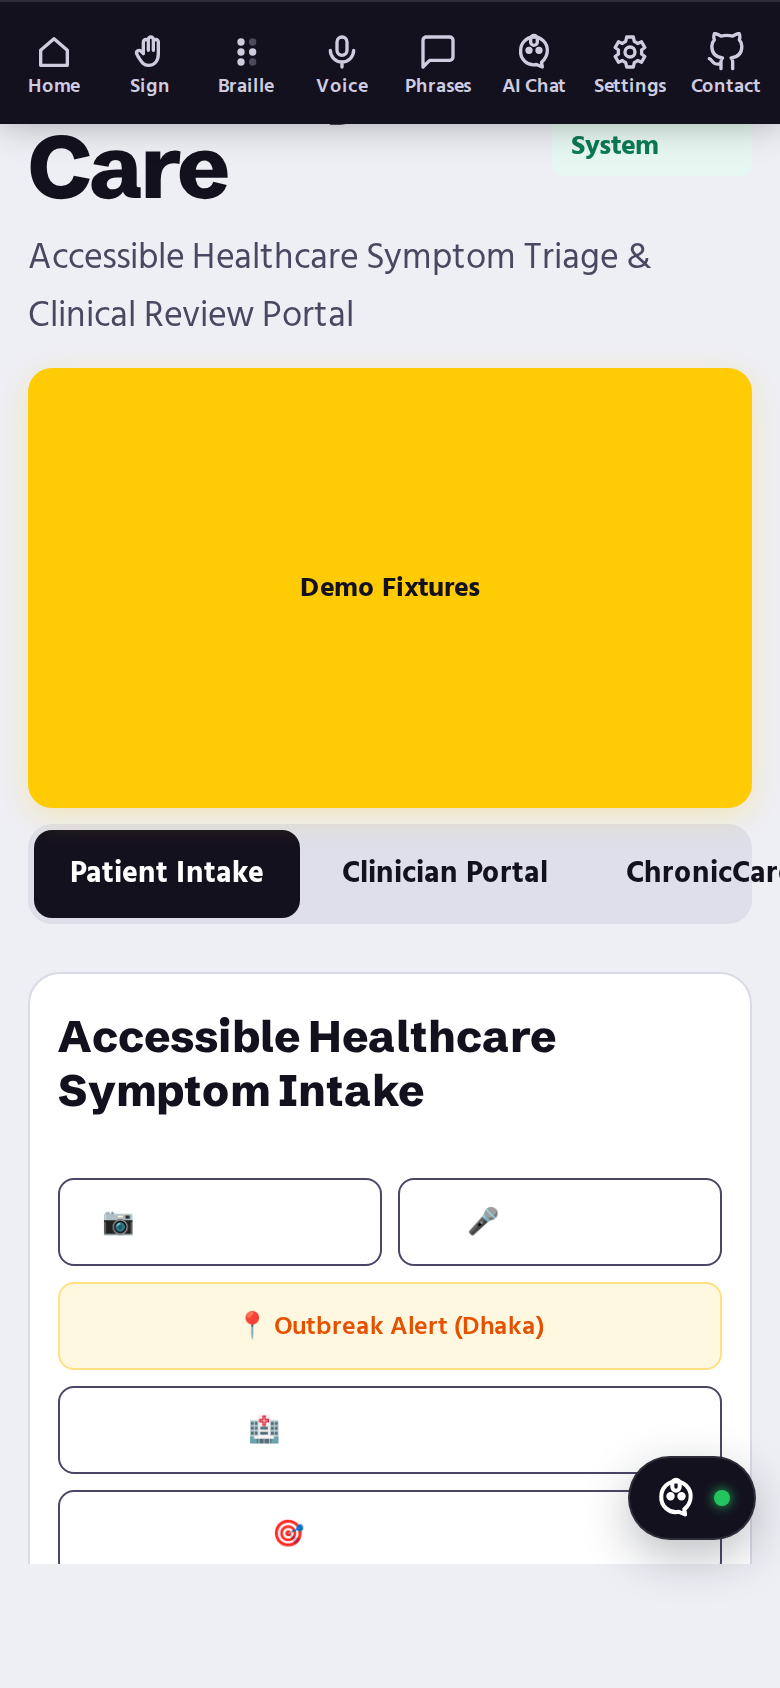 Home Sign Braille Voice Phrases AI Chat Settings Contact
System
Care
Accessible Healthcare Symptom Triage &
Clinical Review Portal
Demo Fixtures
Patient Intake Clinician Portal ChronicCar
Accessible Healthcare
Symptom Intake
Outbreak Alert (Dhaka)